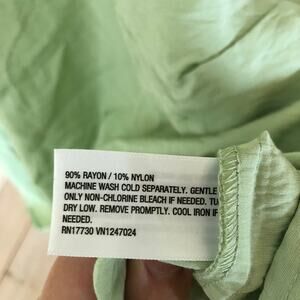 90% RAYON / 10% NYLON
MACHINE WASH COLD SEPARATELY. GENTLE
ONLY NON-CHLORINE BLEACH IF NEEDED. TU
DRY LOW. REMOVE PROMPTLY. COOL IRON IF
NEEDED.
RN17730 VN1247024